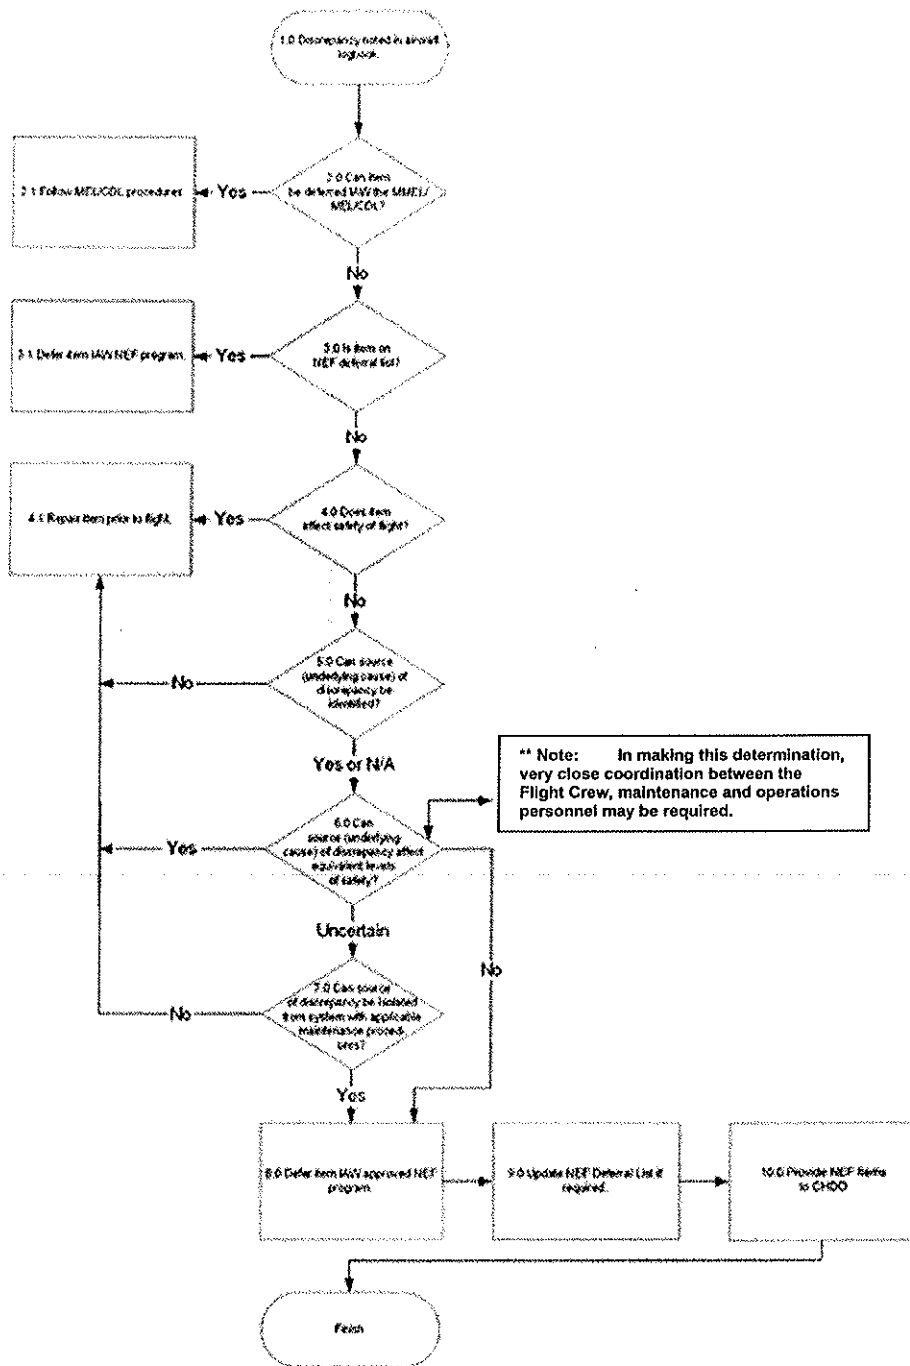 1.0 Discrepancy noted in aircraft
logbook.
2.0 Can item
be deferred IAW the MMEL/
MEL/CDL?
Yes
2.1 Follow MEL/CDL procedures
No
3.0 Is item on
NEF deferral list?
Yes
3.1 Defer item IAW NEF program.
No
4.0 Does item
affect safety of flight?
Yes
4.1 Repair item prior to flight.
No
5.0 Can source
(underlying cause) of
discrepancy be
identified?
No
Yes or N/A
** Note: In making this determination,
very close coordination between the
Flight Crew, maintenance and operations
personnel may be required.
6.0 Can
source (underlying
cause) of discrepancy affect
equivalent levels
of safety?
Yes
Uncertain
No
7.0 Can source
of discrepancy be isolated
from system with applicable
maintenance proced-
ures?
No
Yes
8.0 Defer item IAW approved NEF
program.
9.0 Update NEF Deferral List if
required.
10.0 Provide NEF items
to CHDO
Finish